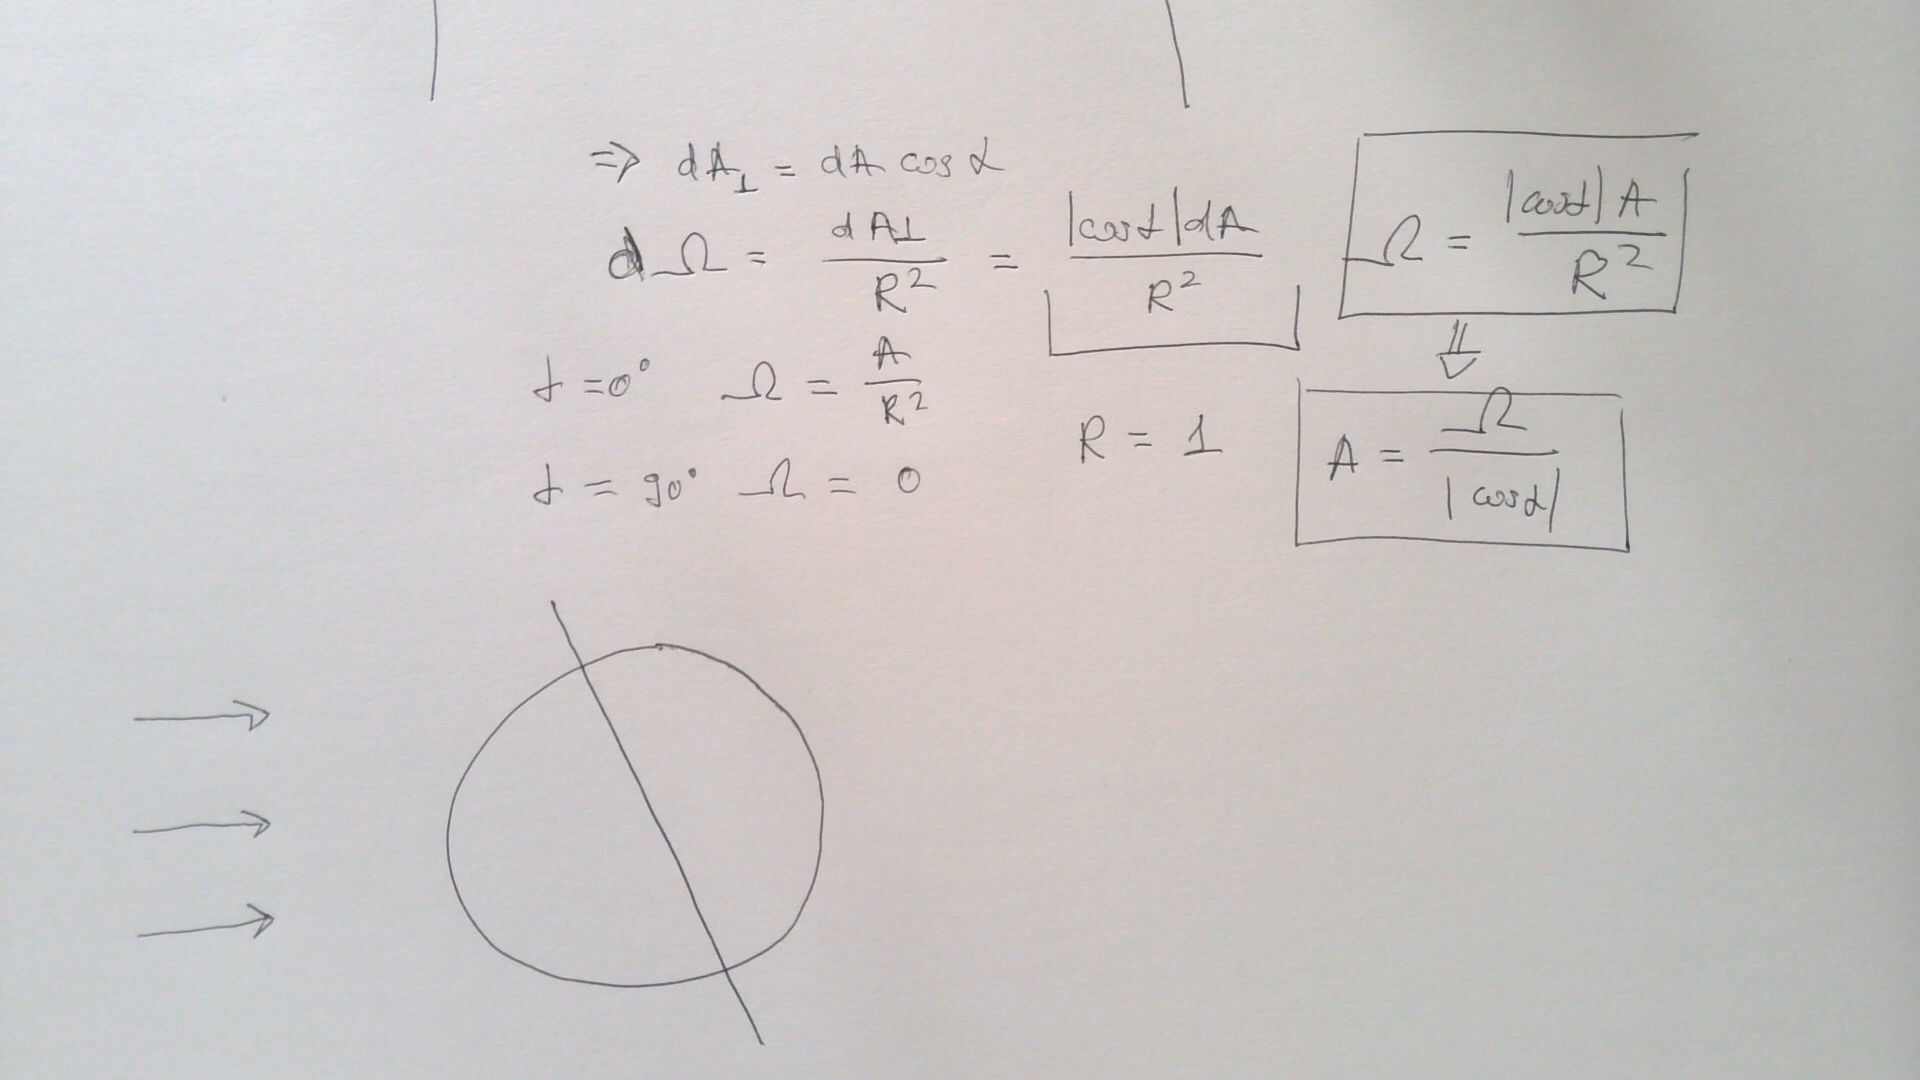 => dA⊥ = dA cos α
dΩ = dA⊥ / R² = |cos α| dA / R²
Ω = |cos α| A / R²
⇓
α = 0° Ω = A / R²
R = 1
A = Ω / |cos α|
α = 90° Ω = 0